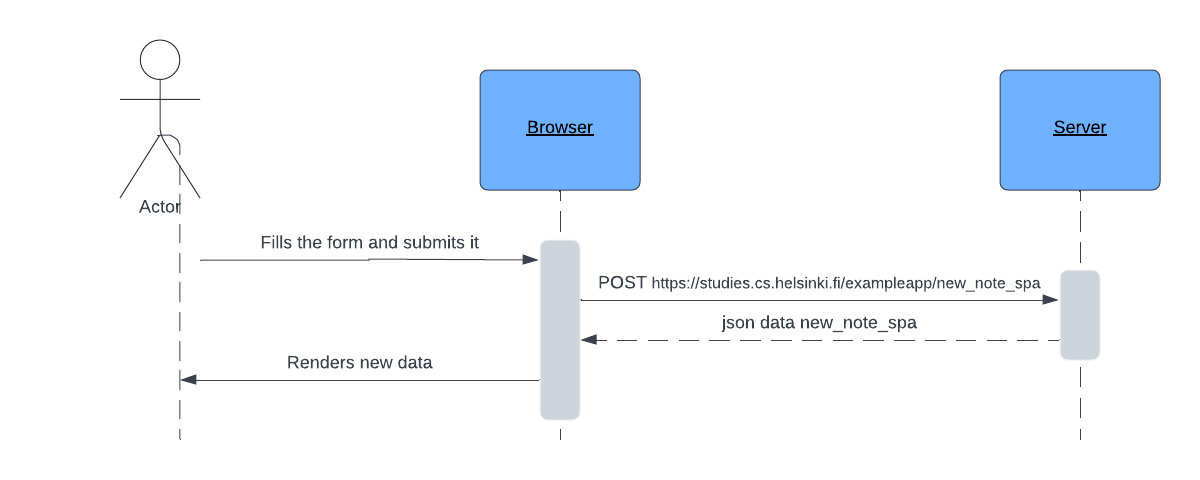 Browser
Server
Actor
Fills the form and submits it
POST https://studies.cs.helsinki.fi/exampleapp/new_note_spa
json data new_note_spa
Renders new data